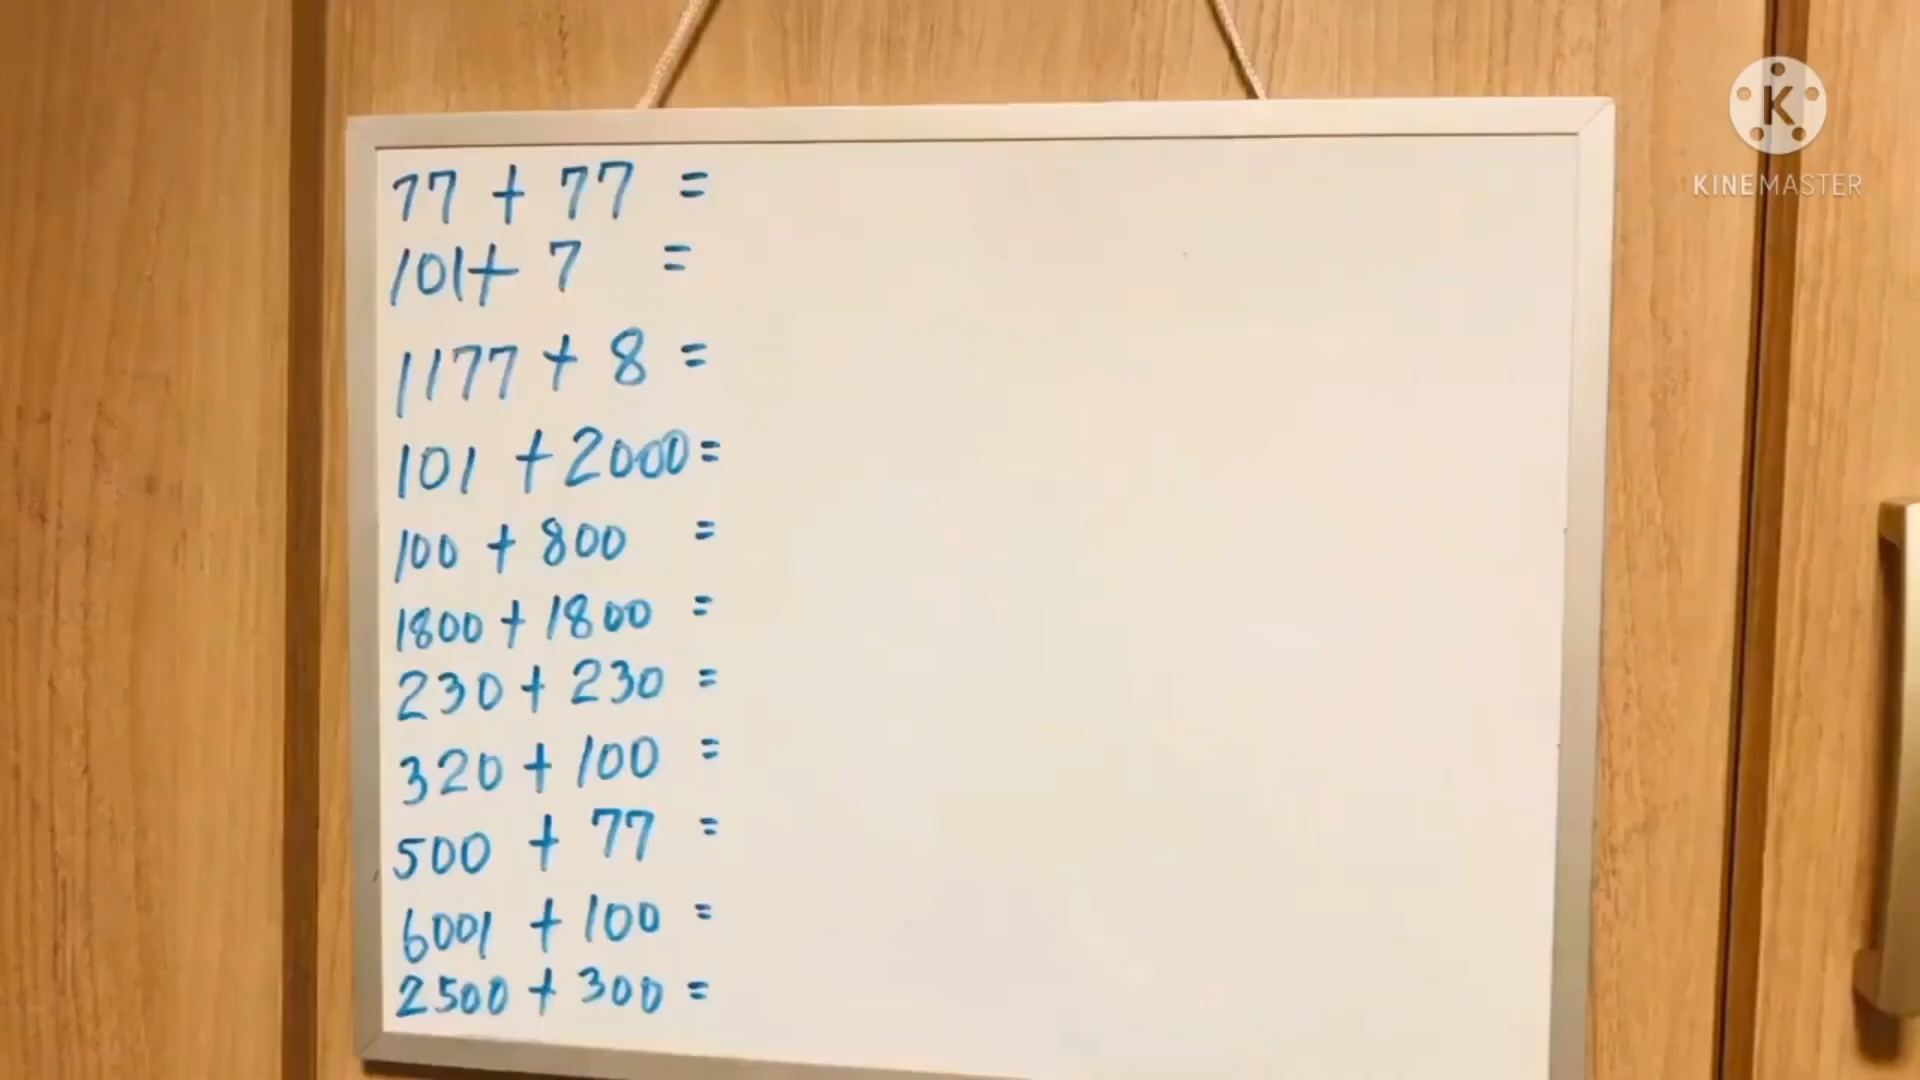 77 + 77 =
101 + 7 =
1177 + 8 =
101 + 2000 =
100 + 800 =
1800 + 1800 =
230 + 230 =
320 + 100 =
500 + 77 =
6001 + 100 =
2500 + 300 =
K
KINEMASTER